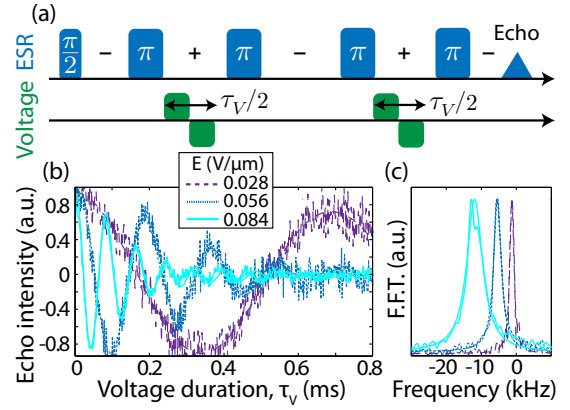 (a)
ESR
π/2 − π + π − π + π − Echo
Voltage
τ_V/2 τ_V/2
(b)
E (V/μm)
0.028
0.056
0.084
(c)
Echo intensity (a.u.)
0.8
0.4
0
-0.4
-0.8
0 0.2 0.4 0.6 0.8
Voltage duration, τ_V (ms)
F.F.T. (a.u.)
-20 -10 0
Frequency (kHz)